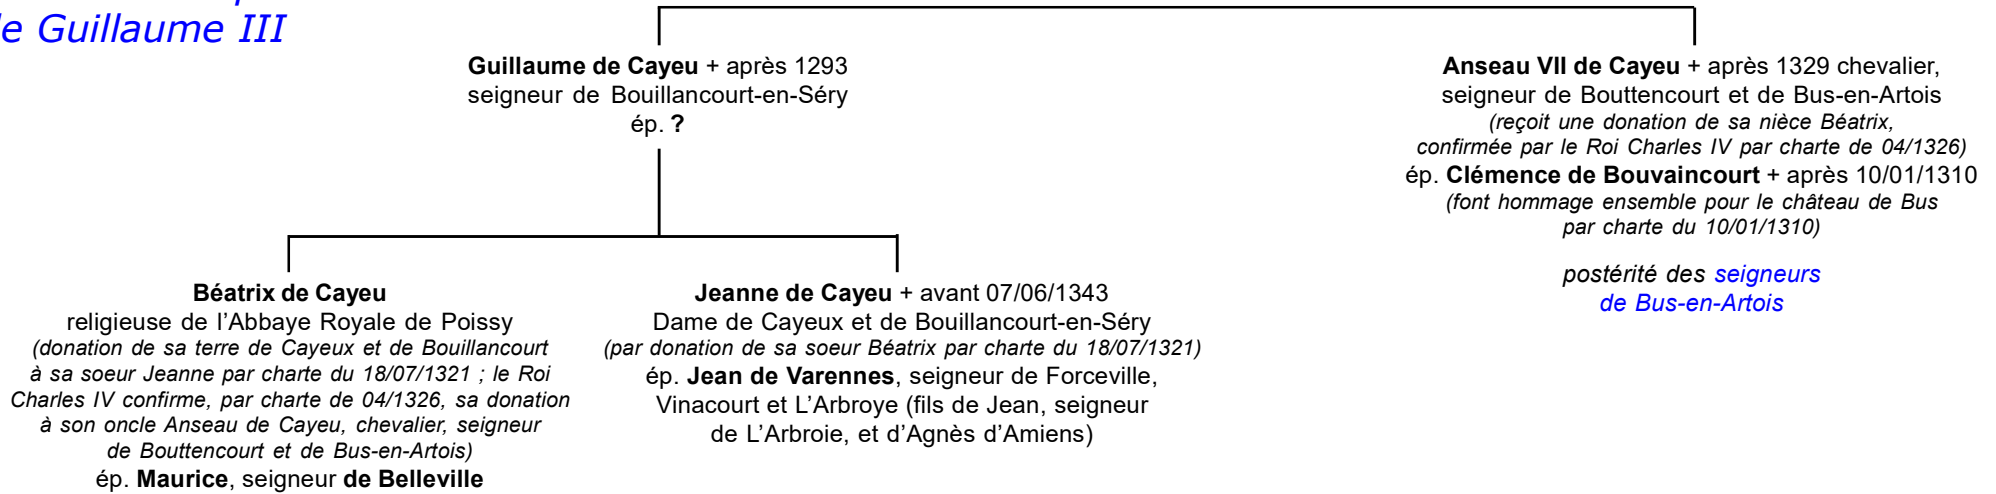 de Guillaume III
Guillaume de Cayeu + après 1293
seigneur de Bouillancourt-en-Séry
ép. ?
Anseau VII de Cayeu + après 1329 chevalier,
seigneur de Bouttencourt et de Bus-en-Artois
(reçoit une donation de sa nièce Béatrix,
confirmée par le Roi Charles IV par charte de 04/1326)
ép. Clémence de Bouvaincourt + après 10/01/1310
(font hommage ensemble pour le château de Bus
par charte du 10/01/1310)
postérité des seigneurs
de Bus-en-Artois
Béatrix de Cayeu
religieuse de l'Abbaye Royale de Poissy
(donation de sa terre de Cayeux et de Bouillancourt
à sa soeur Jeanne par charte du 18/07/1321 ; le Roi
Charles IV confirme, par charte de 04/1326, sa donation
à son oncle Anseau de Cayeu, chevalier, seigneur
de Bouttencourt et de Bus-en-Artois)
ép. Maurice, seigneur de Belleville
Jeanne de Cayeu + avant 07/06/1343
Dame de Cayeux et de Bouillancourt-en-Séry
(par donation de sa soeur Béatrix par charte du 18/07/1321)
ép. Jean de Varennes, seigneur de Forceville,
Vinacourt et L'Arbroye (fils de Jean, seigneur
de L'Arbroie, et d'Agnès d'Amiens)